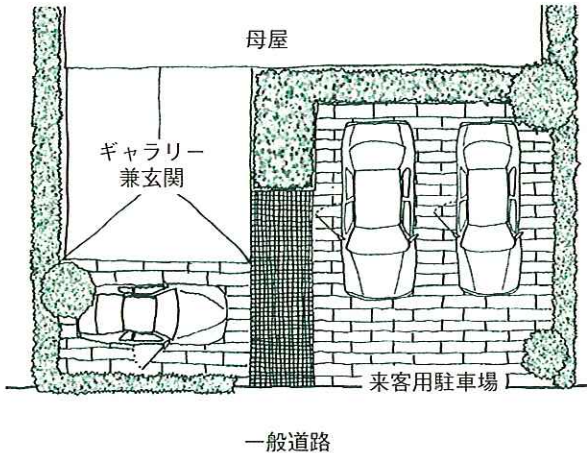 母屋
ギャラリー
兼玄関
来客用駐車場
一般道路